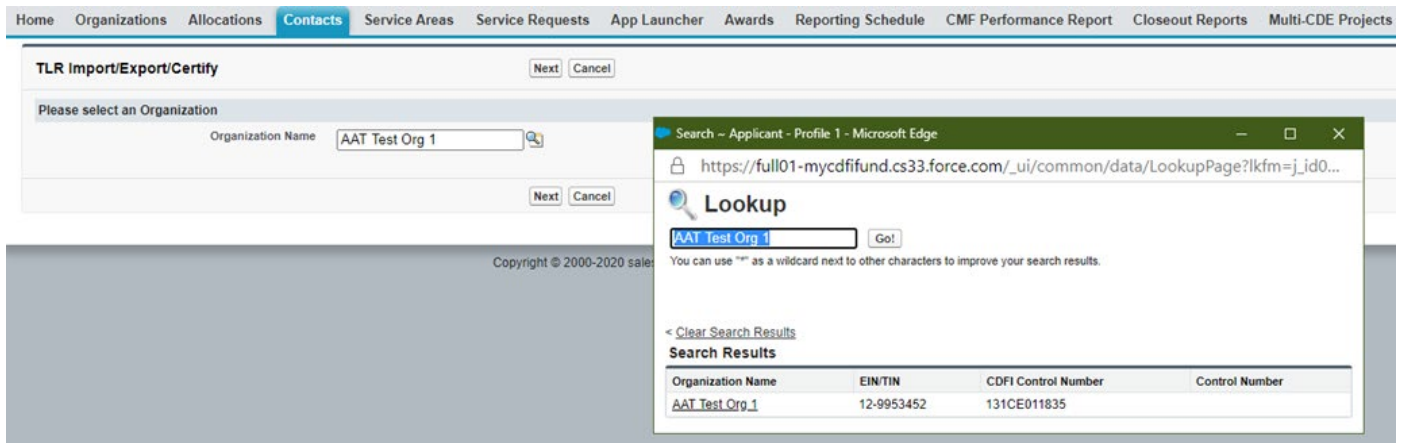 Home Organizations Allocations Contacts Service Areas Service Requests App Launcher Awards Reporting Schedule CMF Performance Report Closeout Reports Multi-CDE Projects
TLR Import/Export/Certify Next Cancel
Please select an Organization
Organization Name AAT Test Org 1
Next Cancel
Copyright © 2000-2020
Search ~ Applicant - Profile 1 - Microsoft Edge
https://full01-mycdfifund.cs33.force.com/_ui/common/data/LookupPage?lkfm=j_id0...
Lookup
AAT Test Org 1 Go!
You can use "*" as a wildcard next to other characters to improve your search results.
< Clear Search Results
Search Results
Organization Name EIN/TIN CDFI Control Number Control Number
AAT Test Org 1 12-9953452 131CE011835